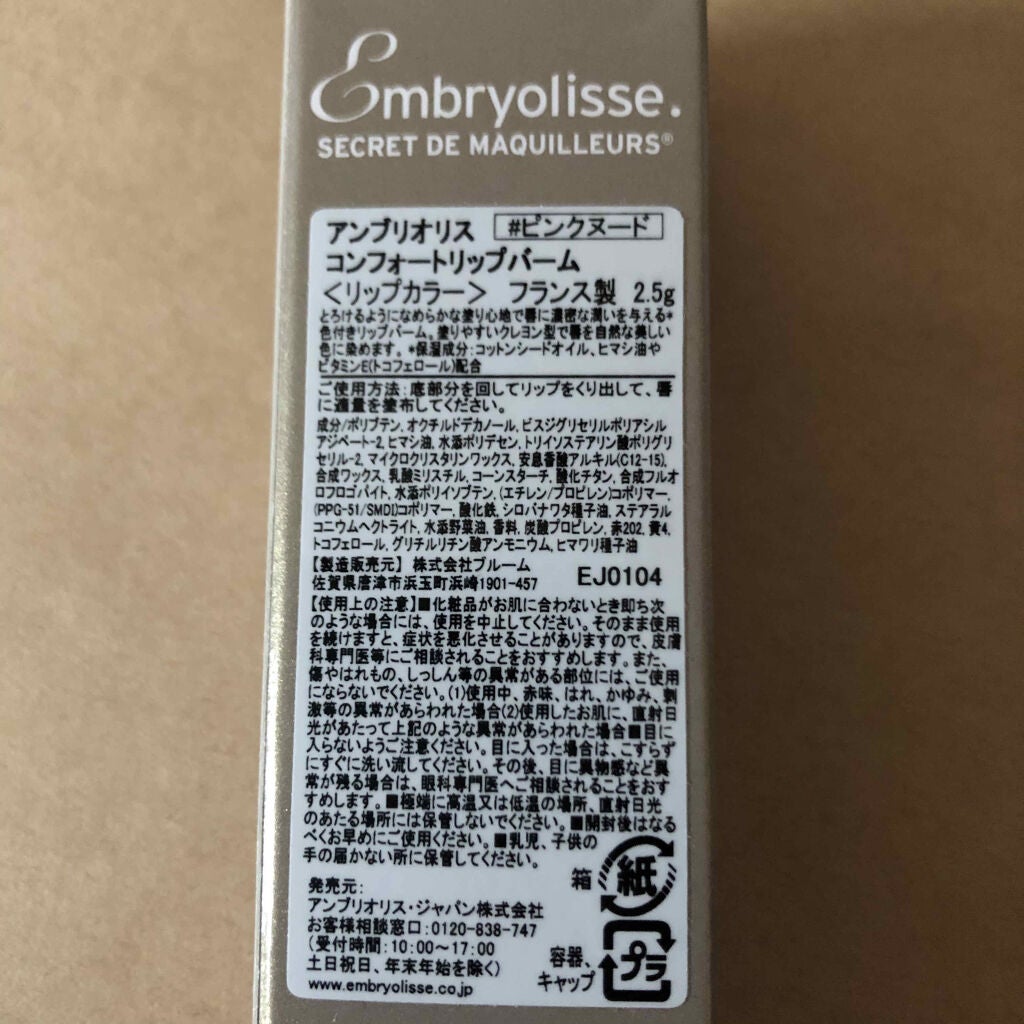 Embryolisse.
SECRET DE MAQUILLEURS®
アンブリオリス #ピンクヌード
コンフォートリップバーム
＜リップカラー＞ フランス製 2.5g
とろけるようになめらかな塗り心地で唇に濃密な潤いを与える*
色付きリップバーム。塗りやすいクレヨン型で唇を自然な美しい
色に染めます。*保湿成分:コットンシードオイル、ヒマシ油や
ビタミンE(トコフェロール)配合
ご使用方法:底部分を回してリップをくり出して、唇
に適量を塗布してください。
成分/ポリブテン, オクチルドデカノール, ビスジグリセリルポリアシル
アジペート-2, ヒマシ油, 水添ポリデセン, トリイソステアリン酸ポリグリ
セリル-2, マイクロクリスタリンワックス, 安息香酸アルキル(C12-15),
合成ワックス, 乳酸ミリスチル, コーンスターチ, 酸化チタン, 合成フルオ
ロフロゴパイト, 水添ポリイソブテン, (エチレン/プロピレン)コポリマー,
(PPG-51/SMDI)コポリマー, 酸化鉄, シロバナワタ種子油, ステアラル
コニウムヘクトライト, 水添野菜油, 香料, 炭酸プロピレン, 赤202, 黄4,
トコフェロール, グリチルリチン酸アンモニウム, ヒマワリ種子油
【製造販売元】 株式会社ブルーム
佐賀県唐津市浜玉町浜崎1901-457 EJ0104
【使用上の注意】■化粧品がお肌に合わないとき即ち次
のような場合には、使用を中止してください。そのまま使用
を続けますと、症状を悪化させることがありますので、皮膚
科専門医等にご相談されることをおすすめします。また、
傷やはれもの、しっしん等の異常がある部位には、ご使用
にならないでください。(1)使用中、赤味、はれ、かゆみ、刺
激等の異常があらわれた場合(2)使用したお肌に、直射日
光があたって上記のような異常があらわれた場合■目に
入らないようご注意ください。目に入った場合は、こすらず
にすぐに洗い流してください。その後、目に異物感など異
常が残る場合は、眼科専門医へご相談されることをおす
すめします。■極端に高温又は低温の場所、直射日光
のあたる場所には保管しないでください。■開封後はなる
べくお早めにご使用ください。■乳児、子供の
手の届かない所に保管してください。
箱 紙
発売元:
アンブリオリス・ジャパン株式会社
お客様相談窓口:0120-838-747
(受付時間:10:00～17:00
土日祝日、年末年始を除く)
www.embryolisse.co.jp
容器、
キャップ プラ